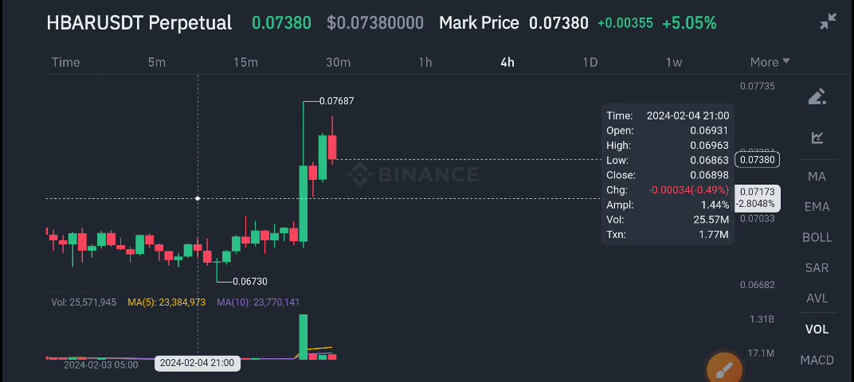 HBARUSDT Perpetual 0.07380 $0.07380000 Mark Price 0.07380 +0.00355 +5.05%
Time 5m 15m 30m 1h 4h 1D 1w More
0.07735
0.07687
Time: 2024-02-04 21:00
Open: 0.06931
High: 0.06963
Low: 0.06863
Close: 0.06898
Chg: -0.00034(-0.49%)
Ampl: 1.44%
Vol: 25.57M
Txn: 1.77M
0.07380
BINANCE
0.07173
-2.8048%
0.07033
0.06730
0.06682
Vol: 25,571,945 MA(5): 23,384,973 MA(10): 23,770,141
1.31B
17.1M
2024-02-03 05:00 2024-02-04 21:00
MA
EMA
BOLL
SAR
AVL
VOL
MACD